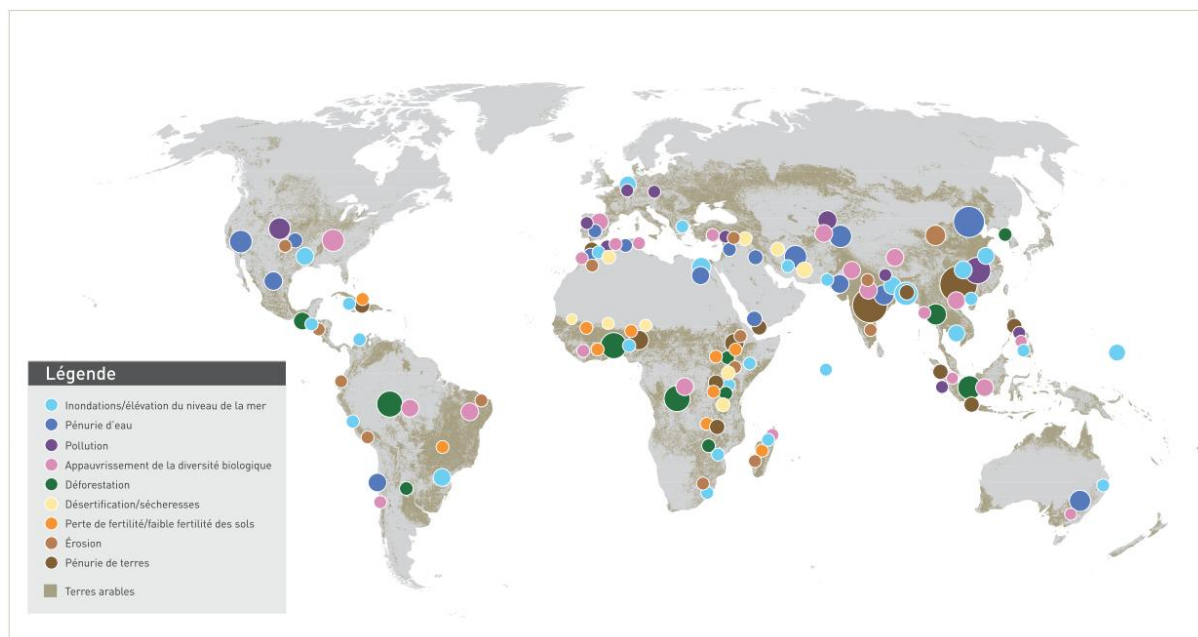 Légende
Inondations/élévation du niveau de la mer
Pénurie d'eau
Pollution
Appauvrissement de la diversité biologique
Déforestation
Désertification/sécheresses
Perte de fertilité/faible fertilité des sols
Érosion
Pénurie de terres
Terres arables